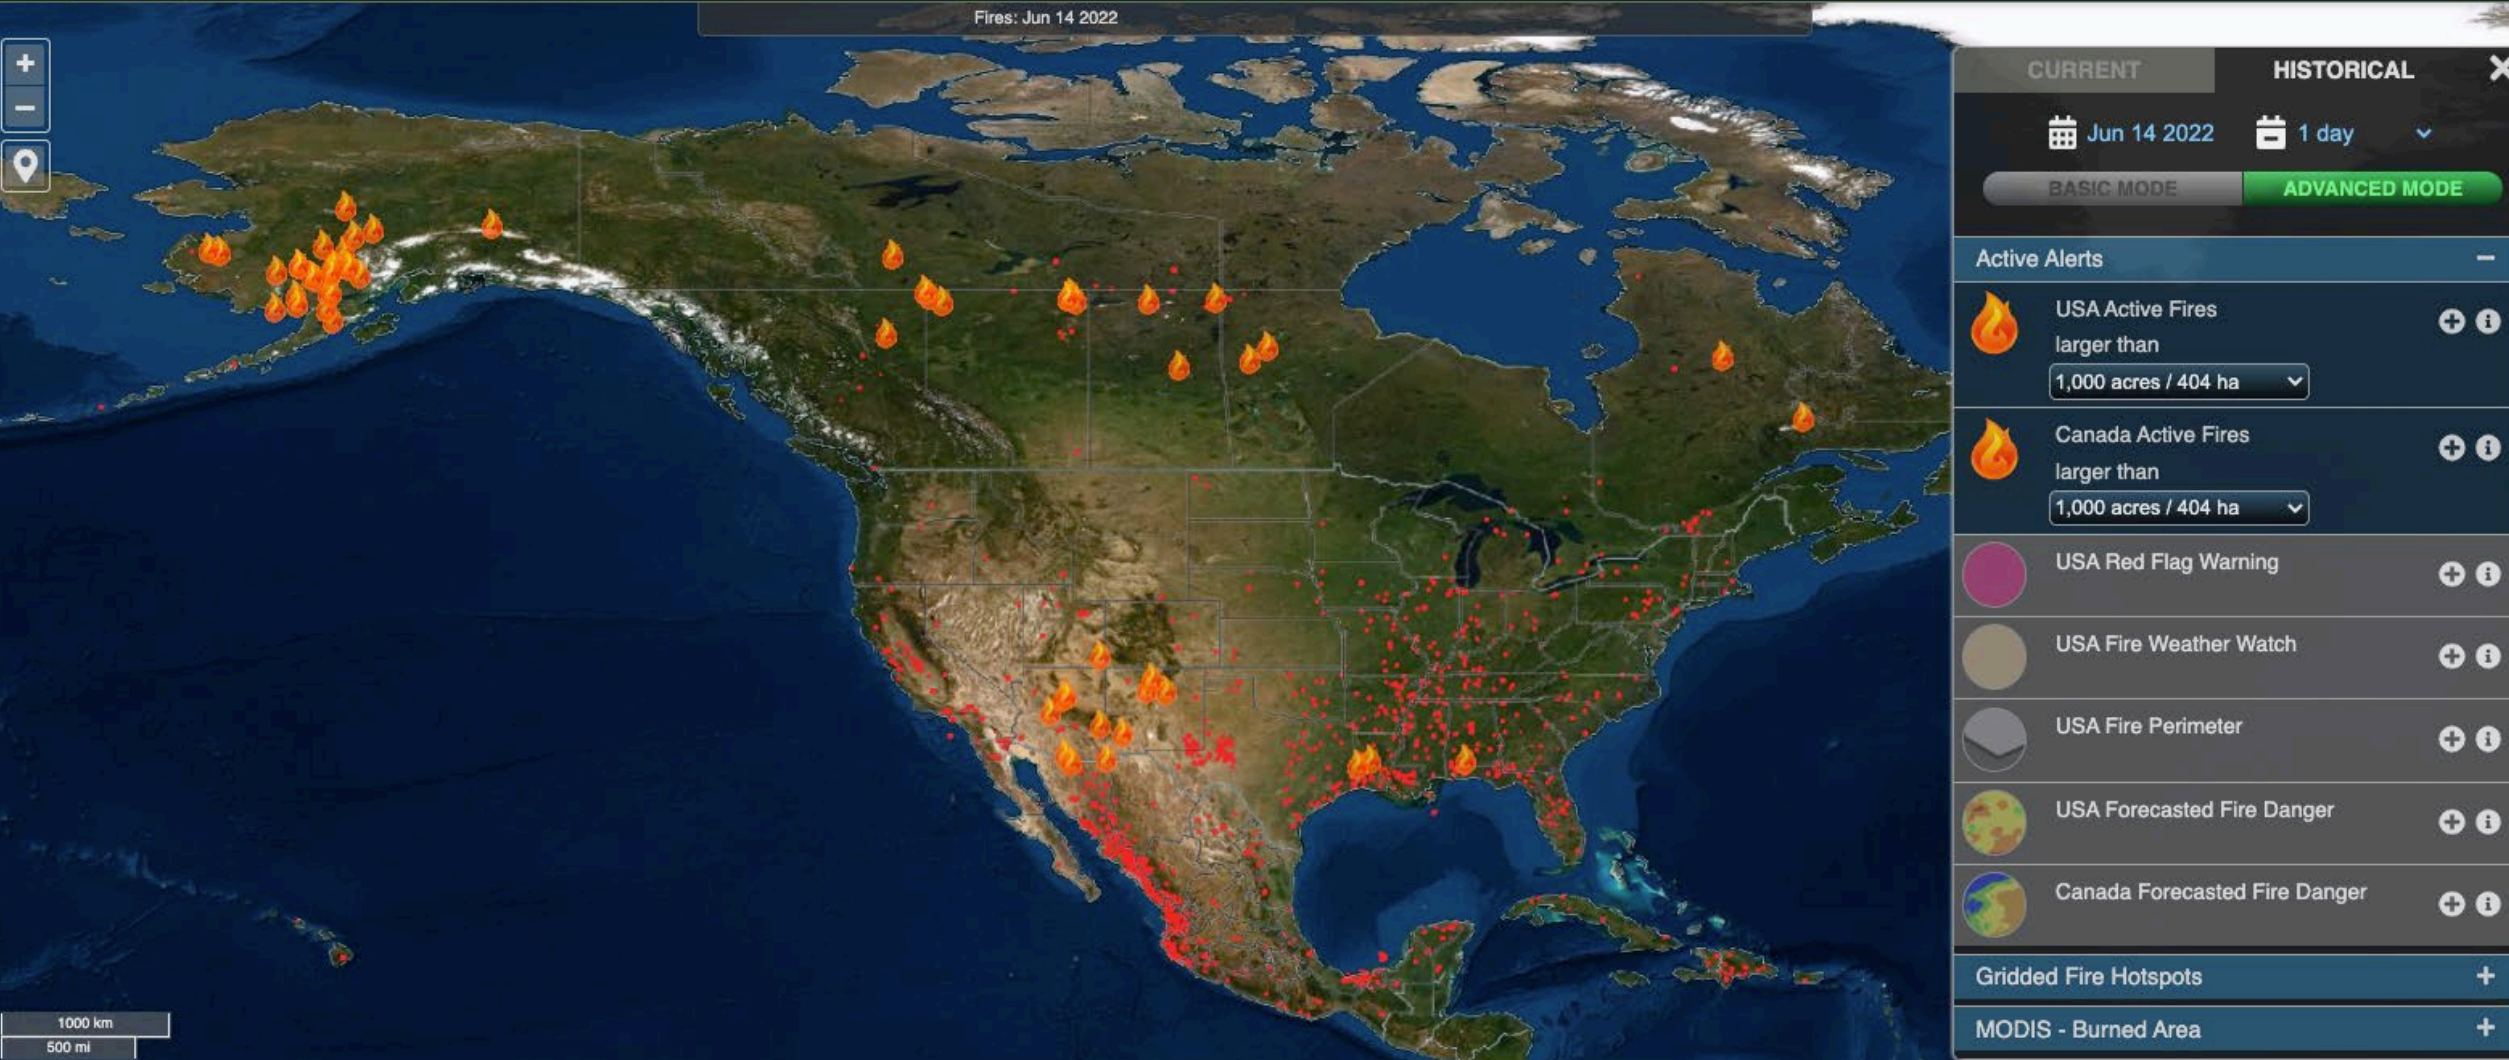 Fires: Jun 14 2022
CURRENT
HISTORICAL
Jun 14 2022
1 day
BASIC MODE
ADVANCED MODE
Active Alerts
USA Active Fires
larger than
1,000 acres / 404 ha
Canada Active Fires
larger than
1,000 acres / 404 ha
USA Red Flag Warning
USA Fire Weather Watch
USA Fire Perimeter
USA Forecasted Fire Danger
Canada Forecasted Fire Danger
Gridded Fire Hotspots
MODIS - Burned Area
1000 km
500 mi